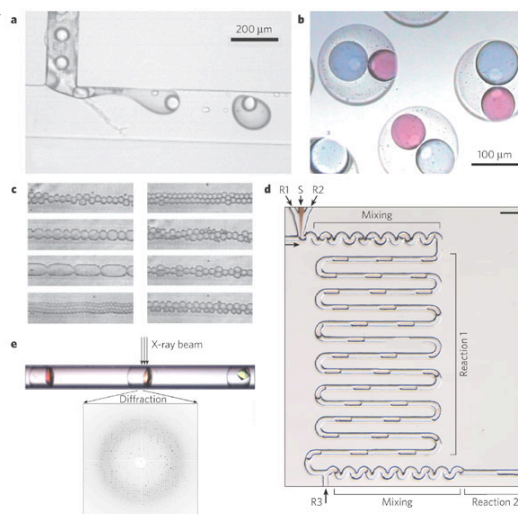 a
200 μm
b
100 μm
c
d
R1 S R2
Mixing
Reaction 1
e
X-ray beam
Diffraction
R3
Mixing
Reaction 2